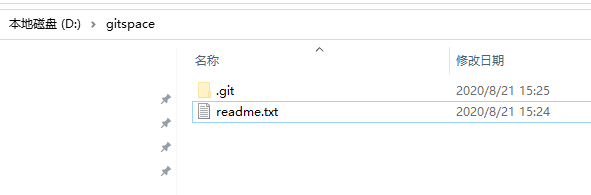 本地磁盘 (D:) > gitspace
名称 修改日期
.git 2020/8/21 15:25
readme.txt 2020/8/21 15:24